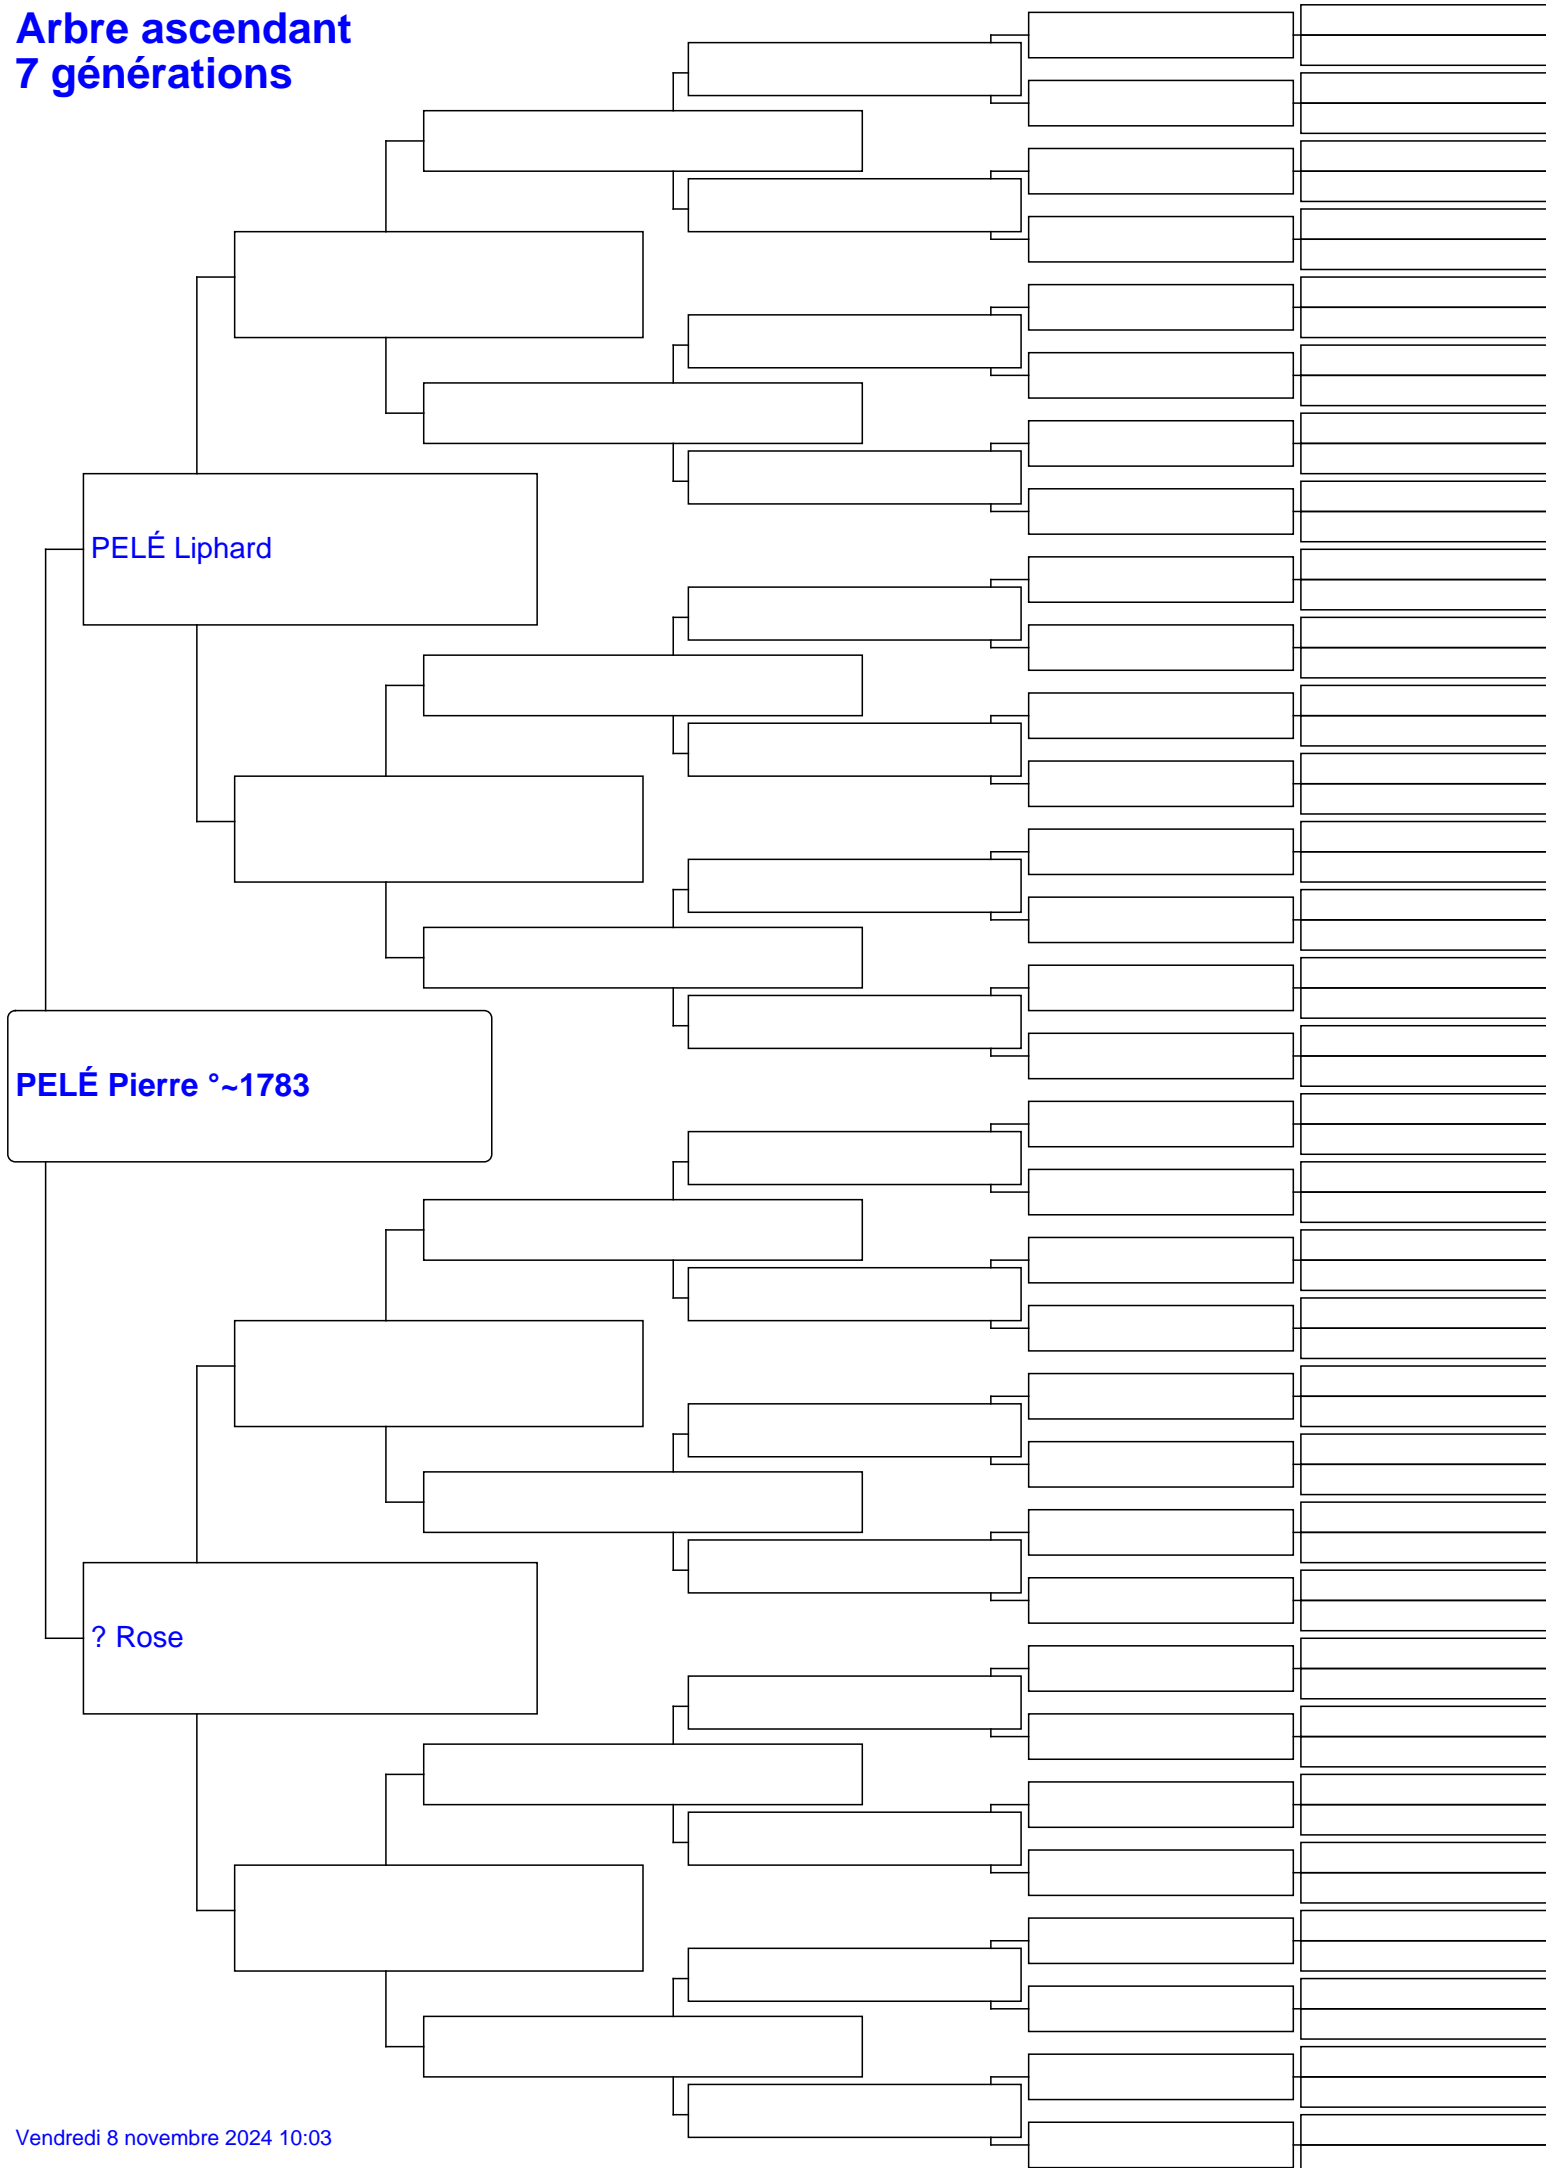 Arbre ascendant
7 générations
PELÉ Liphard
PELÉ Pierre °~1783
? Rose
Vendredi 8 novembre 2024 10:03